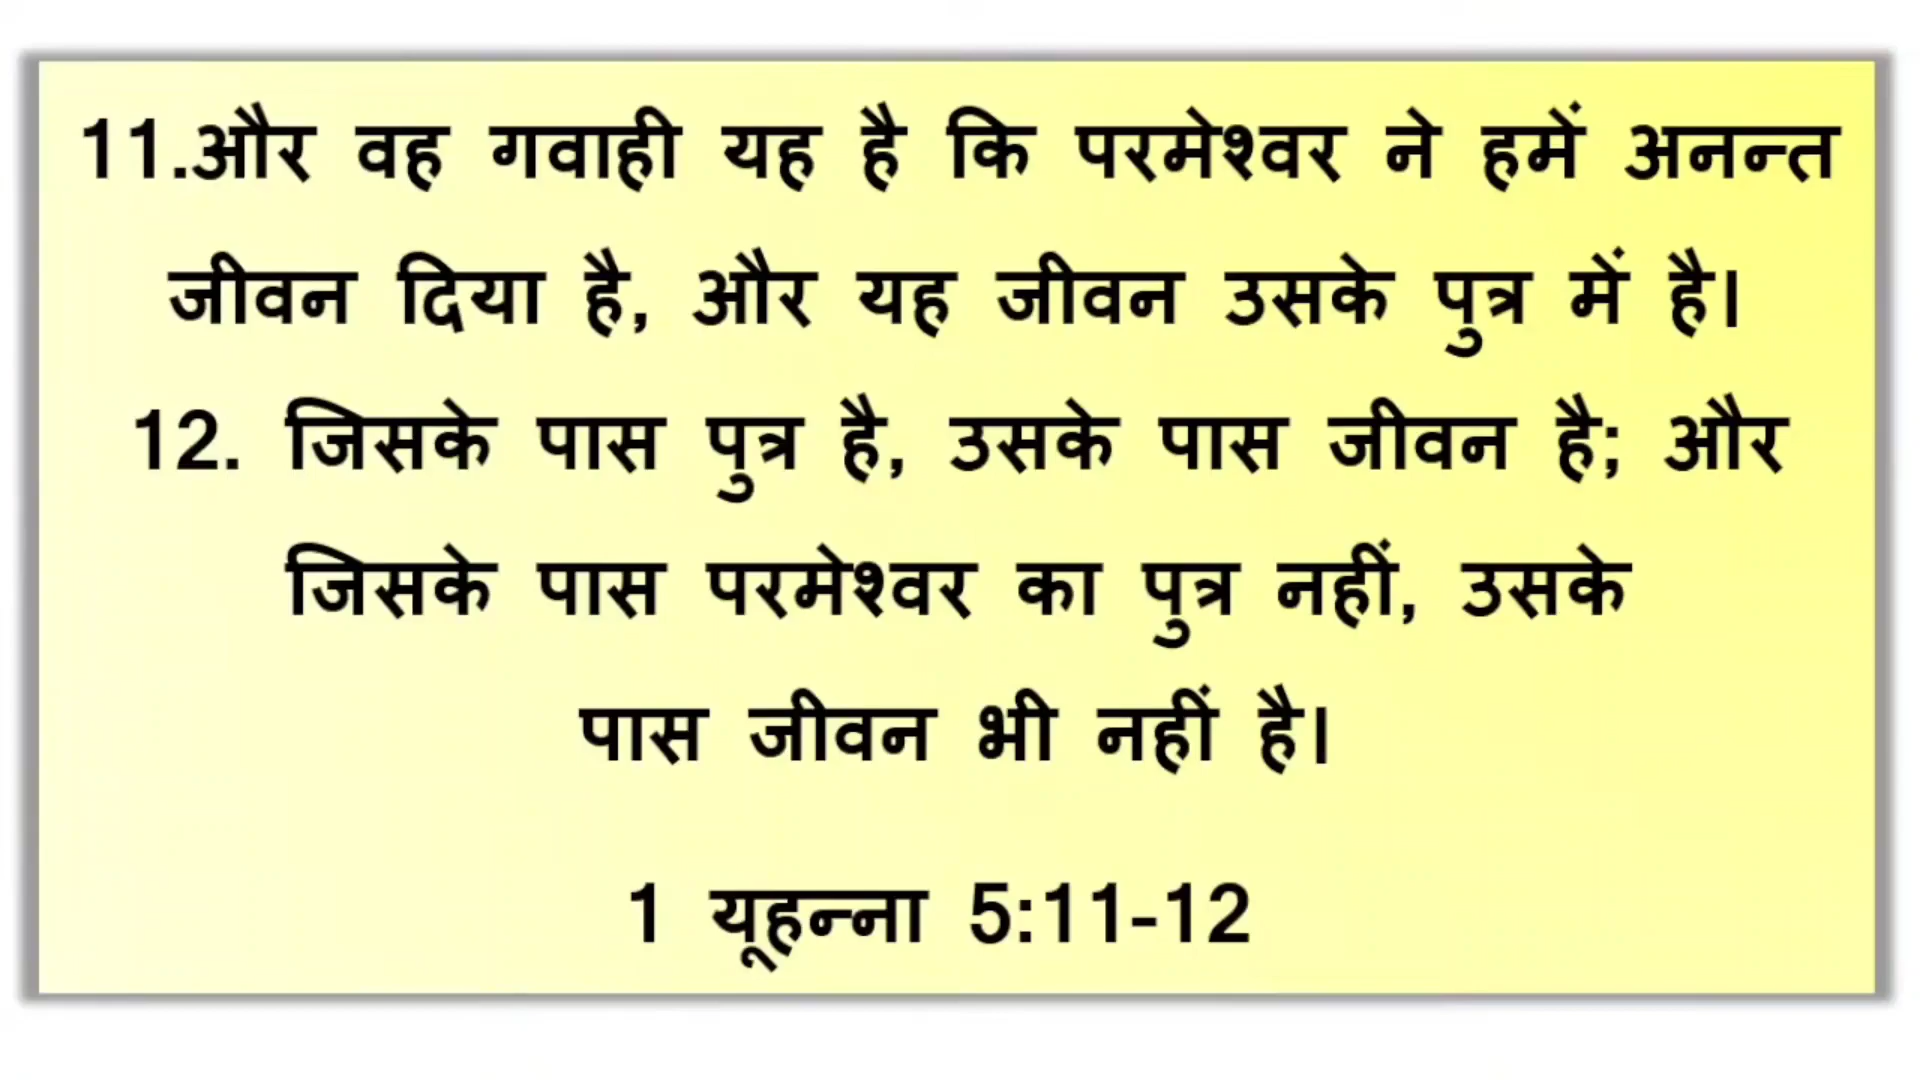 11.और वह गवाही यह है कि परमेश्वर ने हमें अनन्त
जीवन दिया है, और यह जीवन उसके पुत्र में है।
12. जिसके पास पुत्र है, उसके पास जीवन है; और
जिसके पास परमेश्वर का पुत्र नहीं, उसके
पास जीवन भी नहीं है।
1 यूहन्ना 5:11-12